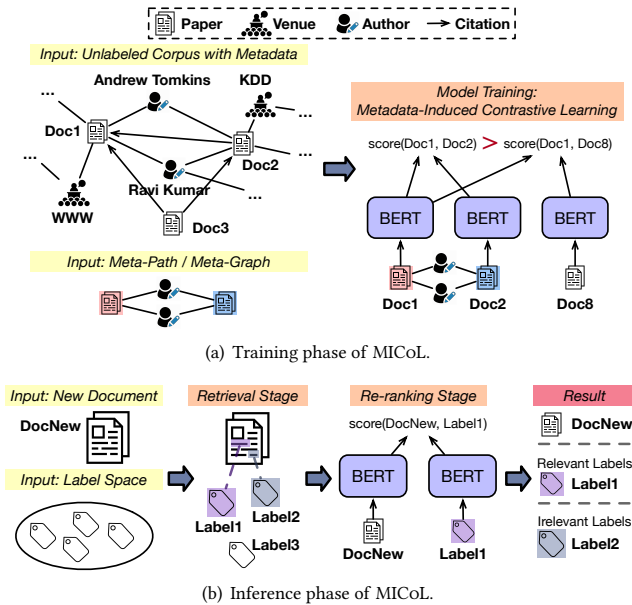 Paper Venue Author Citation
Input: Unlabeled Corpus with Metadata
Andrew Tomkins KDD
... ...
Doc1 Doc2 ...
Ravi Kumar ...
WWW Doc3
Input: Meta-Path / Meta-Graph
Model Training:
Metadata-Induced Contrastive Learning
score(Doc1, Doc2) > score(Doc1, Doc8)
BERT BERT BERT
Doc1 Doc2 Doc8
(a) Training phase of MICoL.
Input: New Document
DocNew
Input: Label Space
Retrieval Stage
Label1 Label2
Label3
Re-ranking Stage
score(DocNew, Label1)
BERT BERT
DocNew Label1
Result
DocNew
Relevant Labels
Label1
Irelevant Labels
Label2
(b) Inference phase of MICoL.